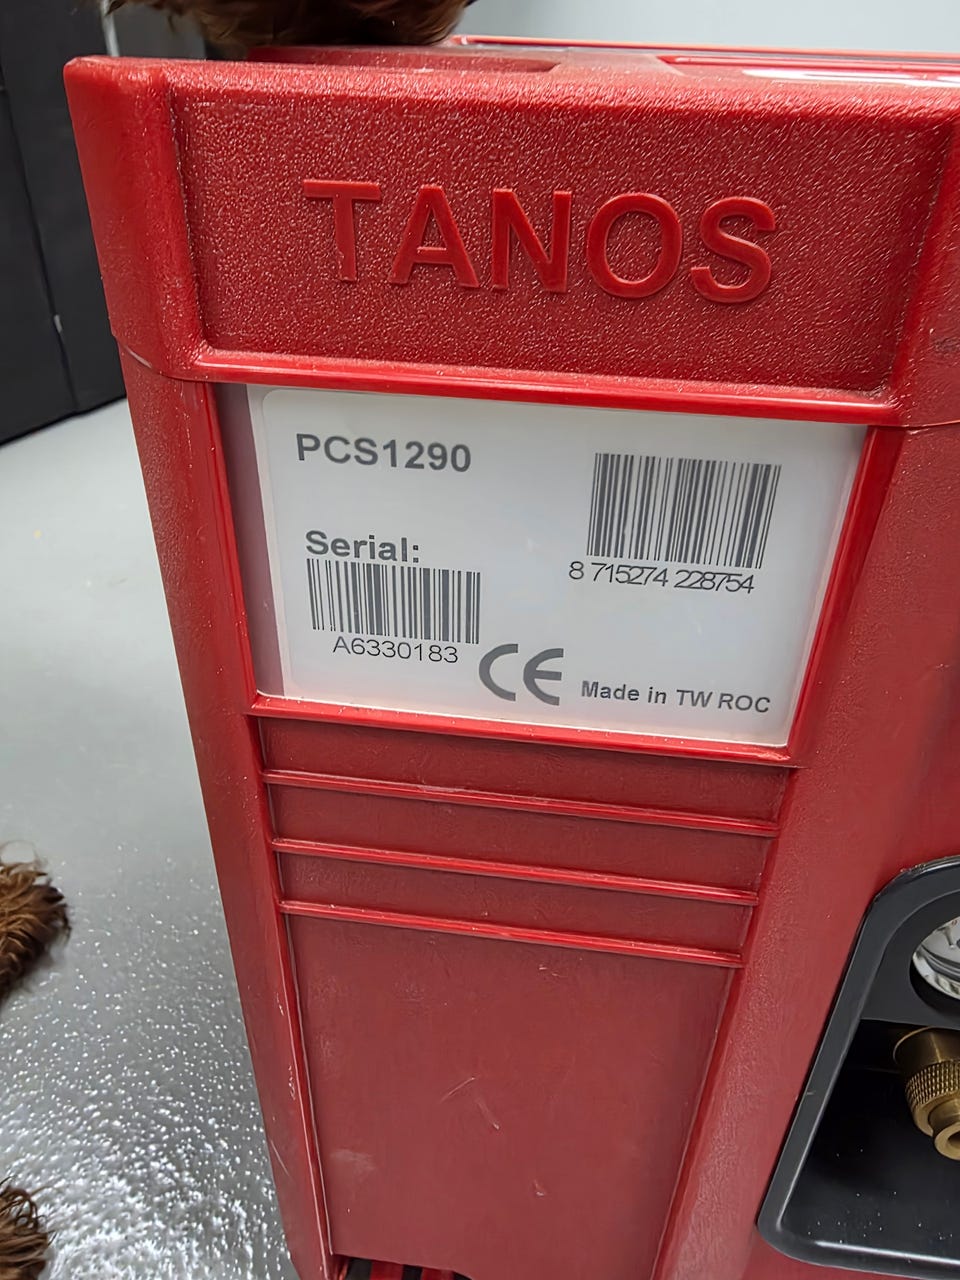 TANOS
PCS1290
8 715274 228754
Serial:
A6330183
CE
Made in TW ROC